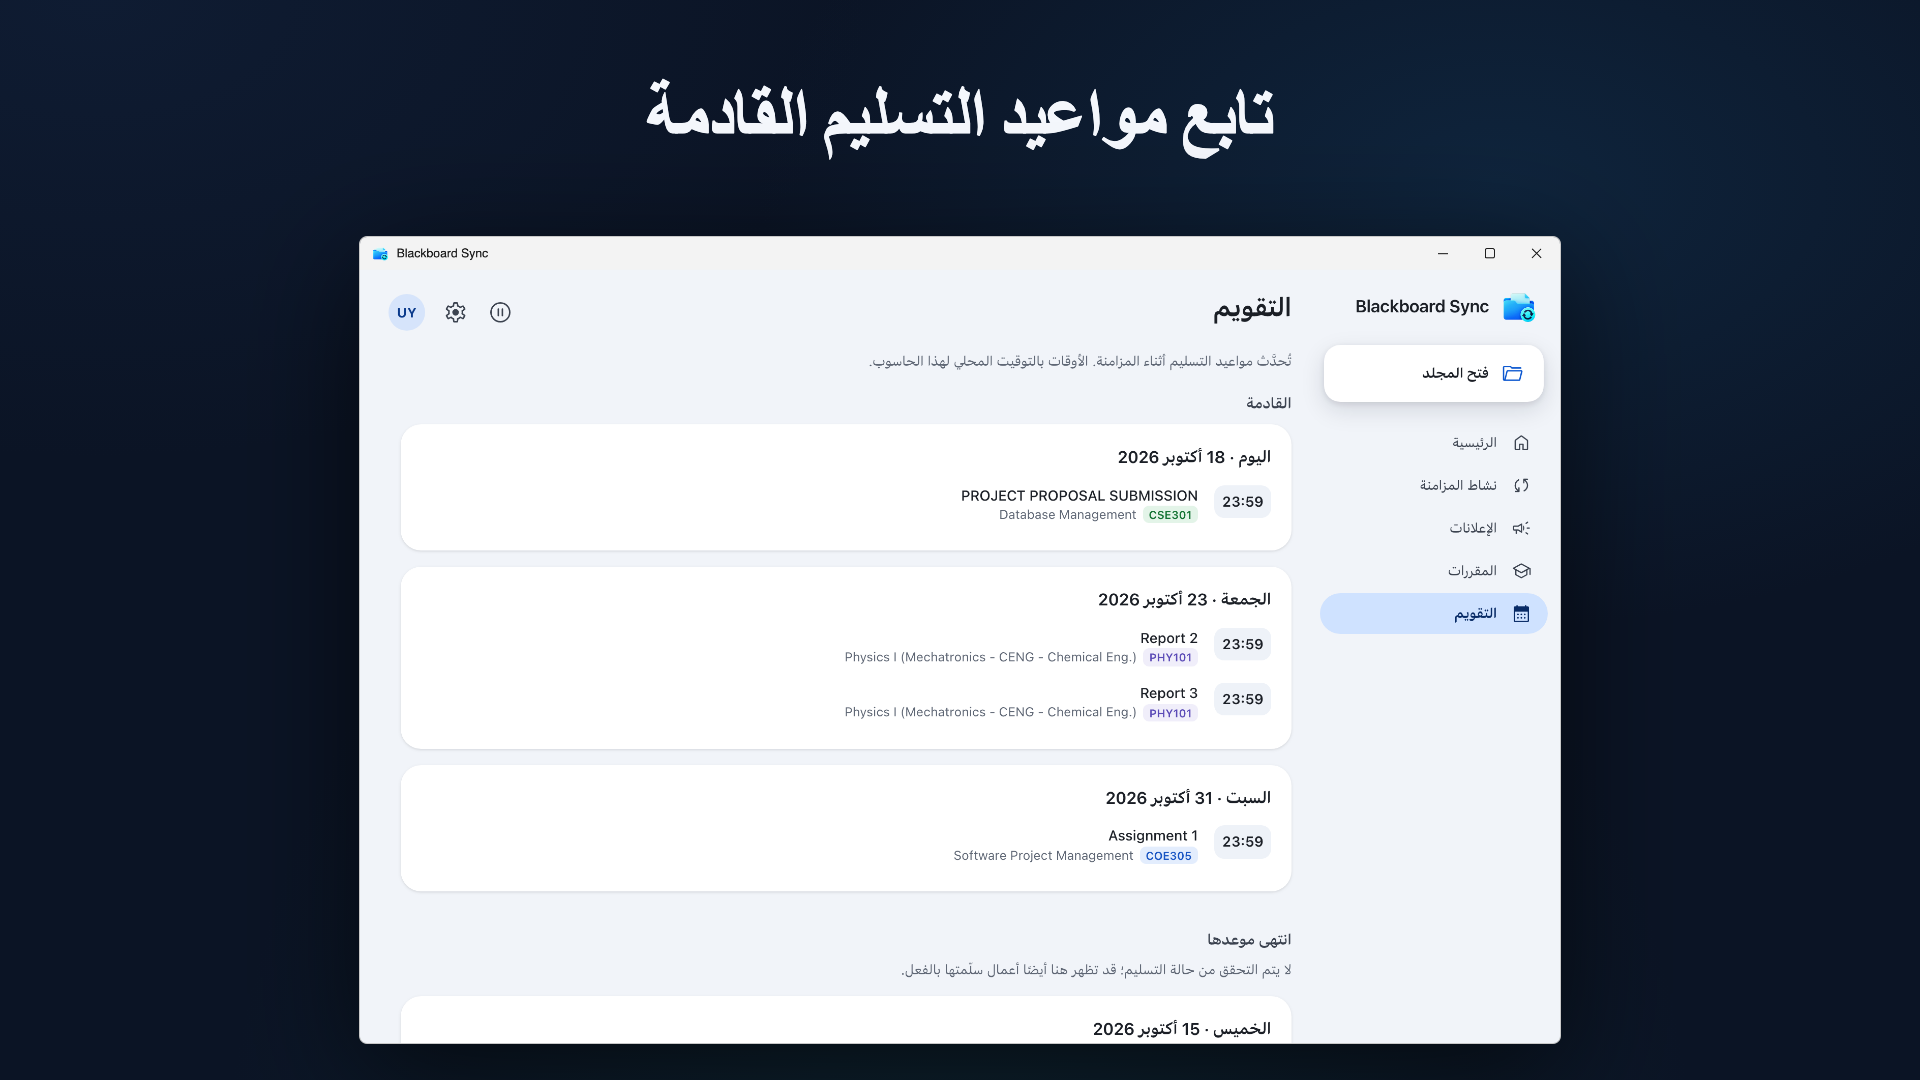 تابع مواعيد التسليم القادمة
Blackboard Sync
Blackboard Sync
فتح المجلد
الرئيسية
نشاط المزامنة
الإعلانات
المقررات
التقويم
التقويم
UY
تُحدَّث مواعيد التسليم أثناء المزامنة. الأوقات بالتوقيت المحلي لهذا الحاسوب.
القادمة
اليوم · 18 أكتوبر 2026
23:59
PROJECT PROPOSAL SUBMISSION
CSE301 Database Management
الجمعة · 23 أكتوبر 2026
23:59
Report 2
PHY101 Physics I (Mechatronics - CENG - Chemical Eng.)
23:59
Report 3
PHY101 Physics I (Mechatronics - CENG - Chemical Eng.)
السبت · 31 أكتوبر 2026
23:59
Assignment 1
COE305 Software Project Management
انتهى موعدها
لا يتم التحقق من حالة التسليم؛ قد تظهر هنا أيضًا أعمال سلّمتها بالفعل.
الخميس · 15 أكتوبر 2026